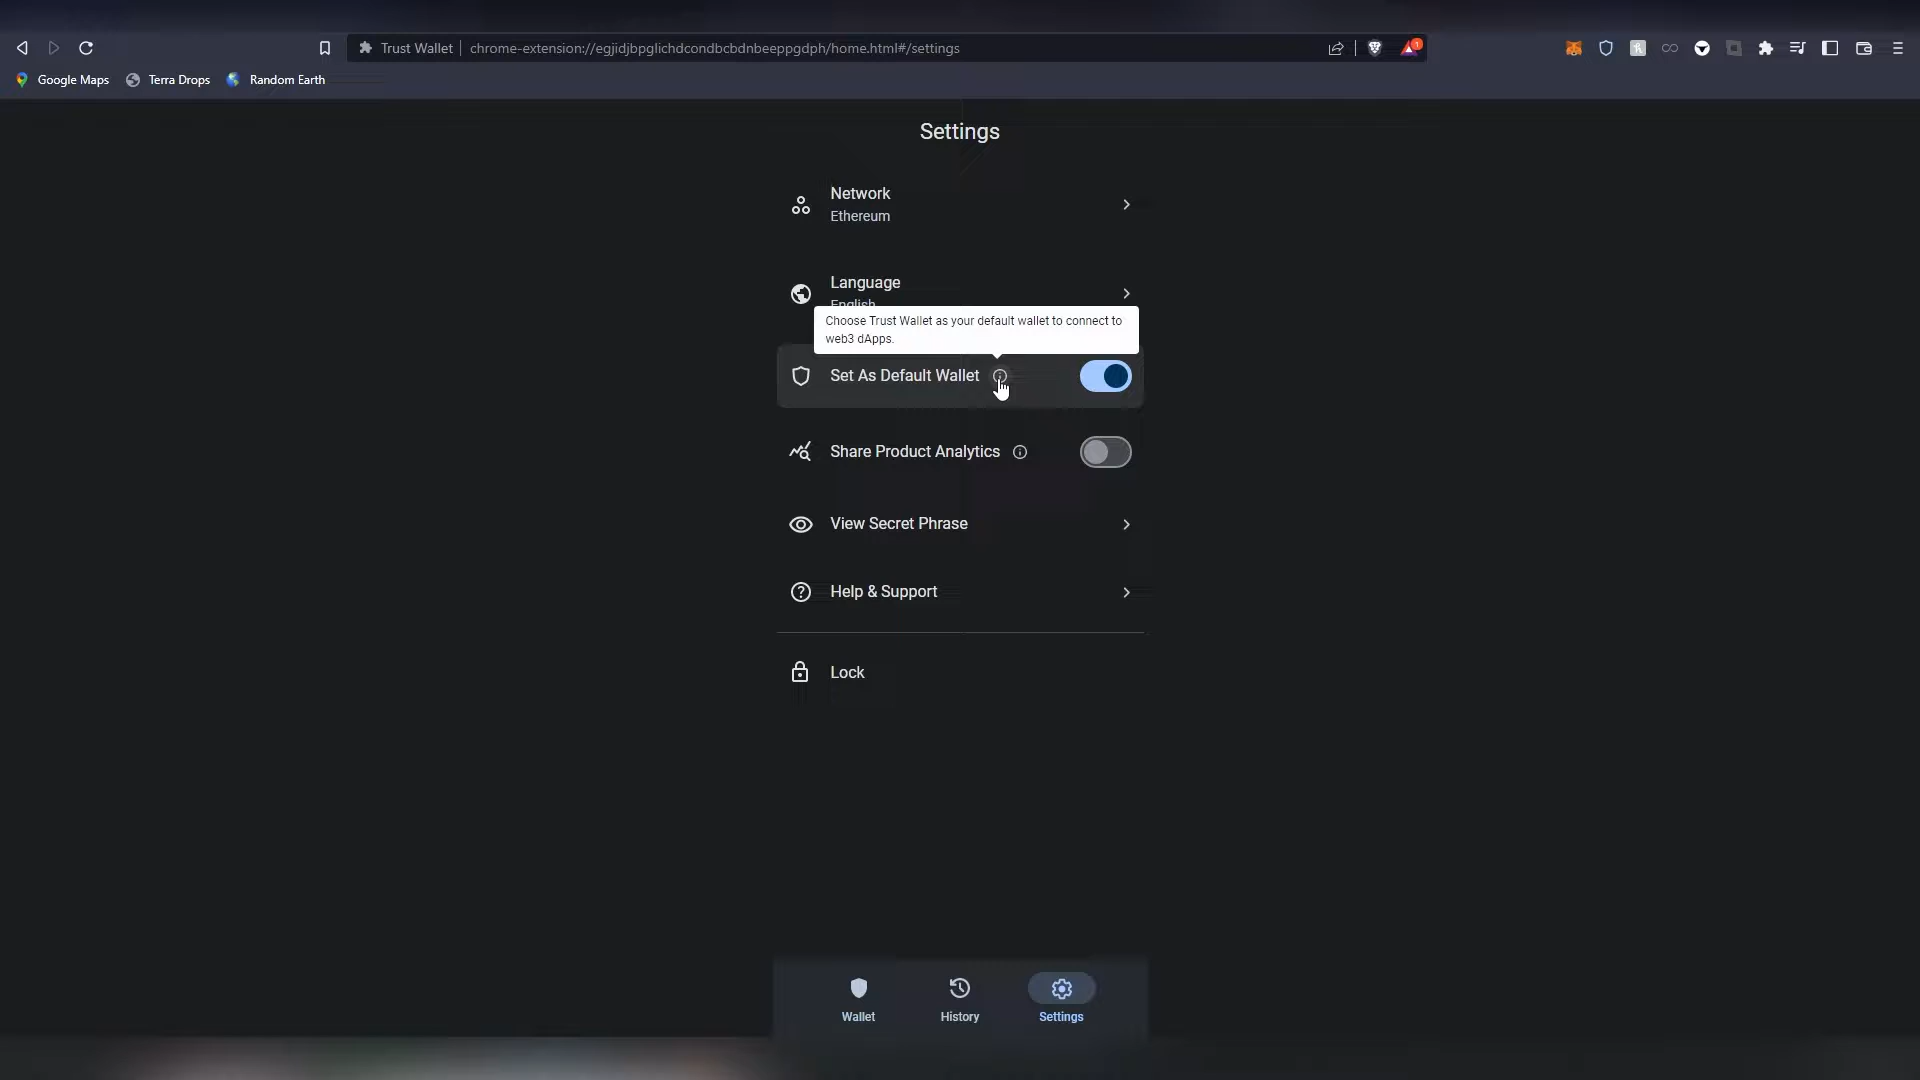 Trust Wallet | chrome-extension://egjidjbpglichdcondbcbdnbeeppgdph/home.html#/settings
1
Google Maps Terra Drops Random Earth
Settings
Network
Ethereum
Language
English
Choose Trust Wallet as your default wallet to connect to
web3 dApps.
Set As Default Wallet
Share Product Analytics
View Secret Phrase
Help & Support
Lock
Wallet History Settings